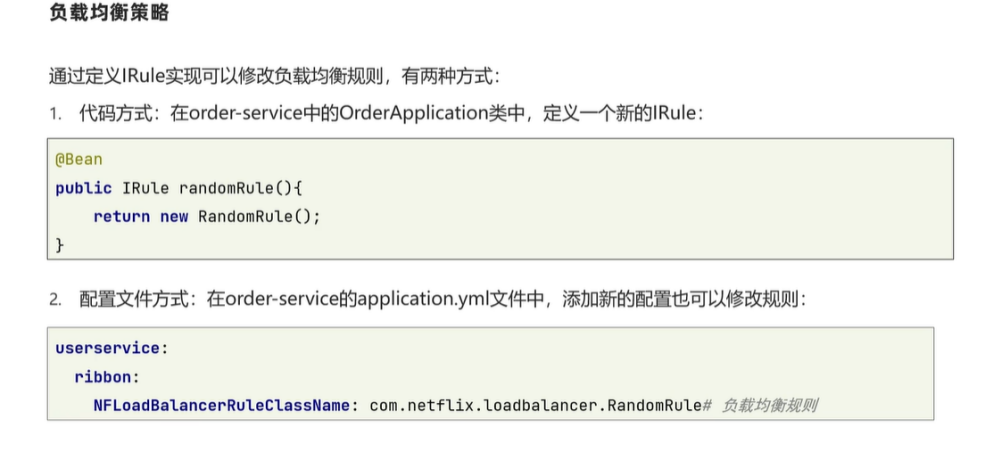 负载均衡策略
通过定义IRule实现可以修改负载均衡规则，有两种方式：
1. 代码方式：在order-service中的OrderApplication类中，定义一个新的IRule：
@Bean
public IRule randomRule(){
    return new RandomRule();
}
2. 配置文件方式：在order-service的application.yml文件中，添加新的配置也可以修改规则：
userservice:
  ribbon:
    NFLoadBalancerRuleClassName: com.netflix.loadbalancer.RandomRule# 负载均衡规则